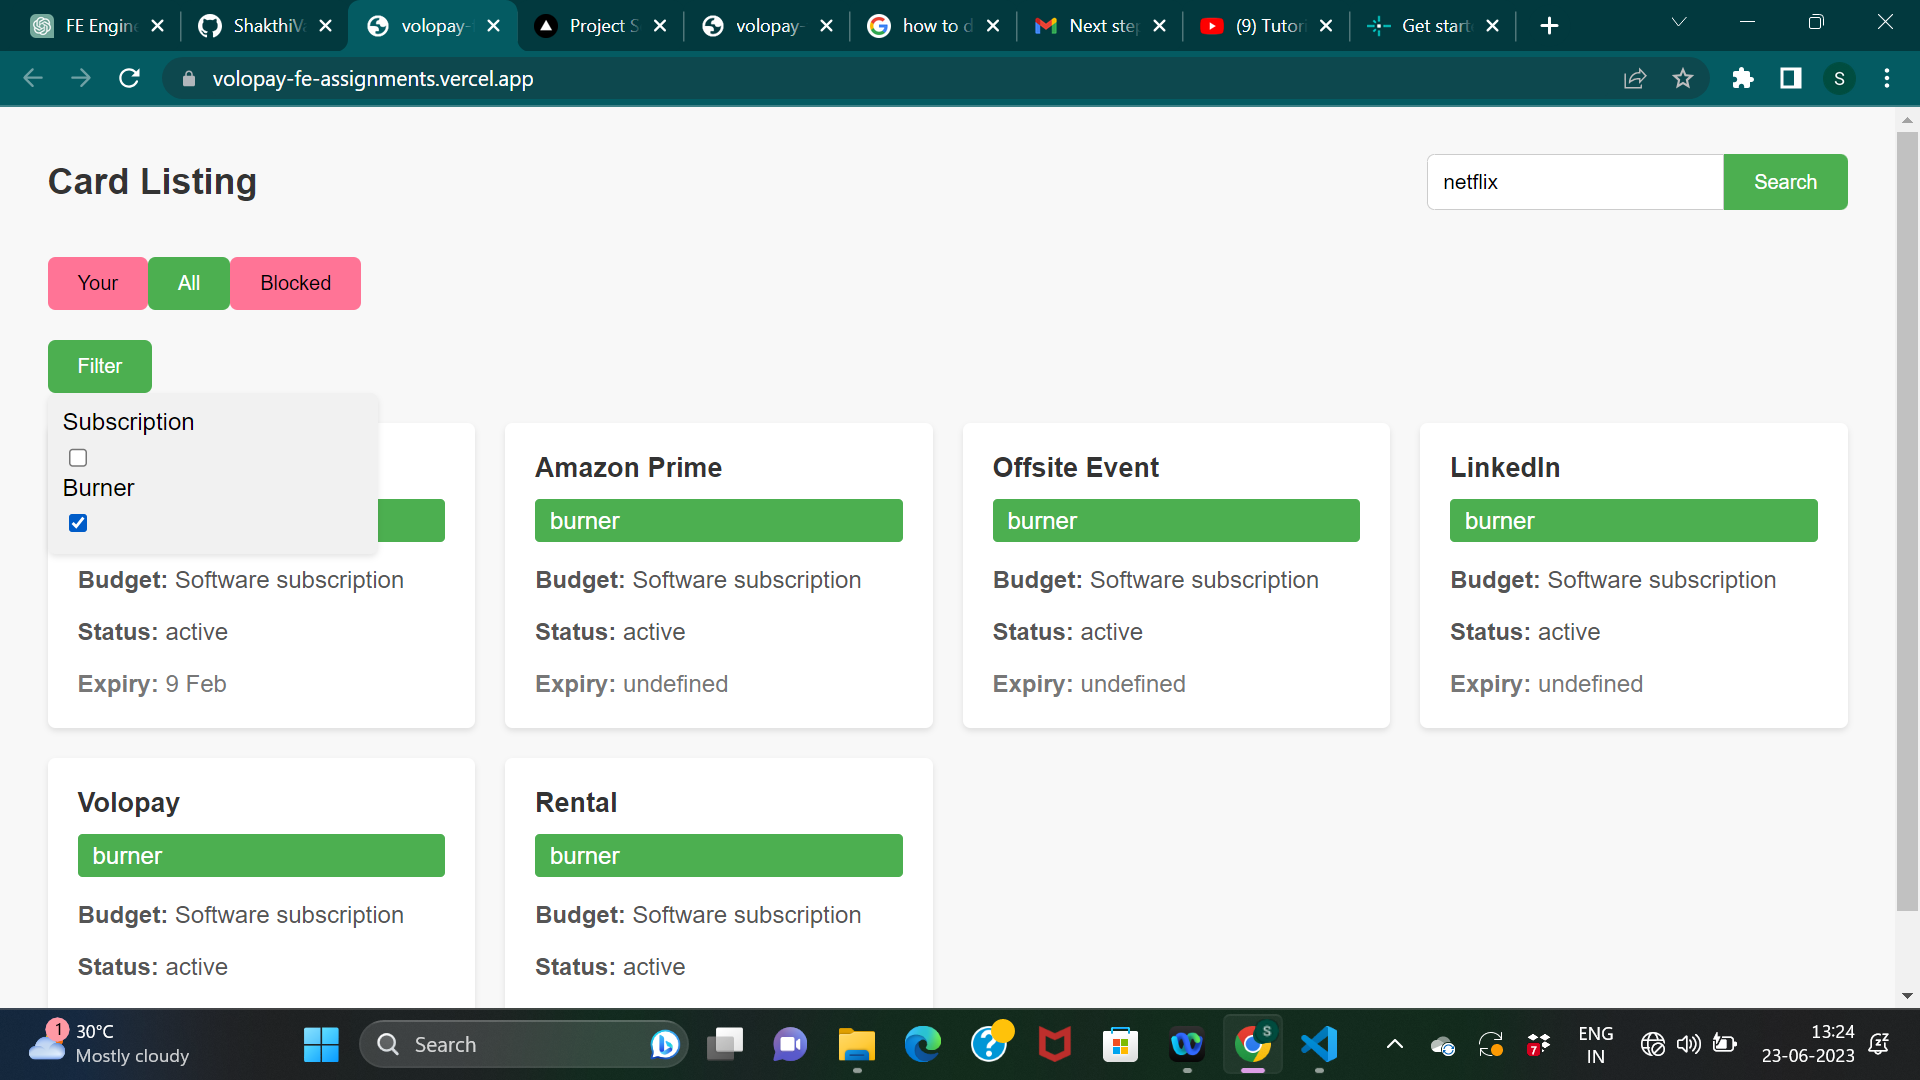 FE Engin
ShakthiVa
volopay-
Project S
volopay-
how to d
Next step
(9) Tutori
Get starte
volopay-fe-assignments.vercel.app
S
Card Listing
netflix
Search
Your
All
Blocked
Filter
Subscription
Burner
Amazon Prime
Offsite Event
LinkedIn
burner
burner
burner
Budget: Software subscription
Budget: Software subscription
Budget: Software subscription
Budget: Software subscription
Status: active
Status: active
Status: active
Status: active
Expiry: 9 Feb
Expiry: undefined
Expiry: undefined
Expiry: undefined
Volopay
Rental
burner
burner
Budget: Software subscription
Budget: Software subscription
Status: active
Status: active
1
30°C
Mostly cloudy
Search
S
7
ENG
IN
13:24
23-06-2023